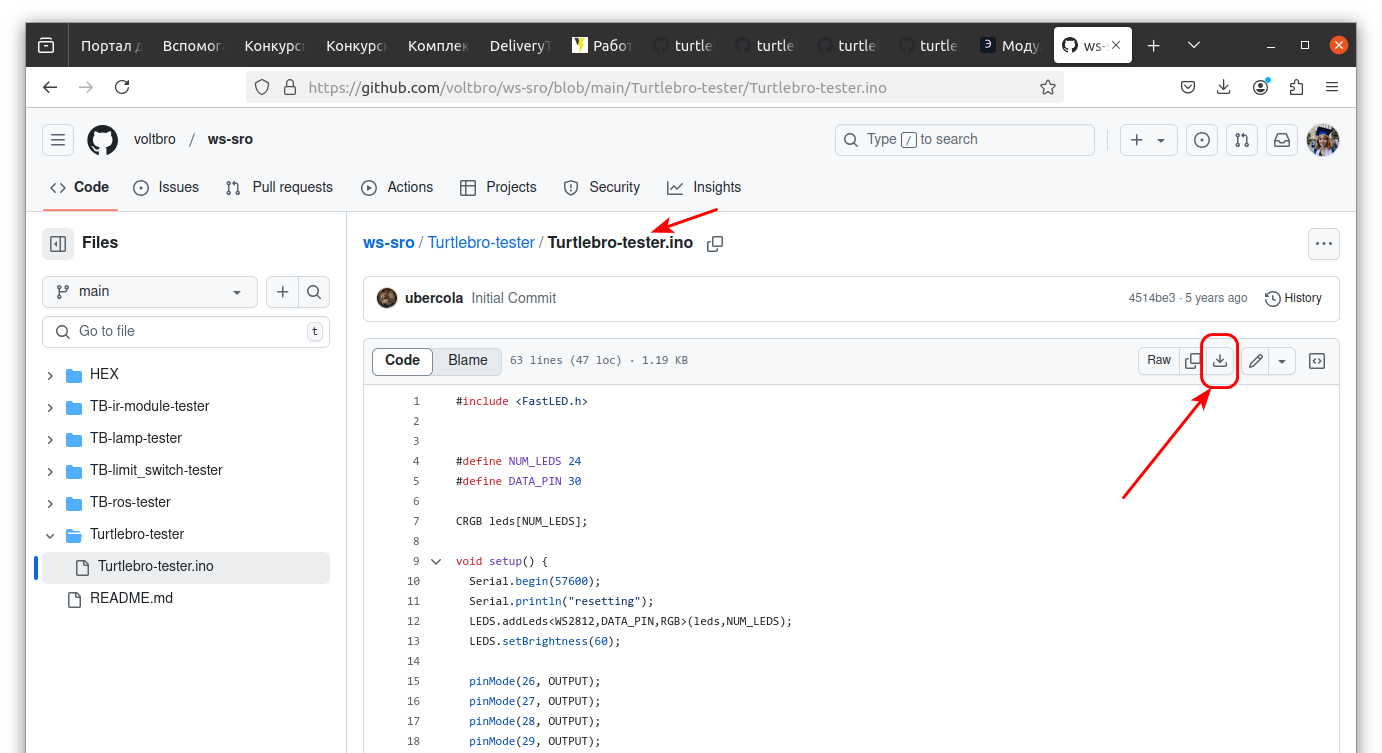 Портал д Вспомог Конкурс Конкурс Комплек DeliveryT Работ turtle turtle turtle turtle Моду ws-
https://github.com/voltbro/ws-sro/blob/main/Turtlebro-tester/Turtlebro-tester.ino
voltbro / ws-sro
Type / to search
Code Issues Pull requests Actions Projects Security Insights
Files
main
Go to file t
HEX
TB-ir-module-tester
TB-lamp-tester
TB-limit_switch-tester
TB-ros-tester
Turtlebro-tester
Turtlebro-tester.ino
README.md
ws-sro / Turtlebro-tester / Turtlebro-tester.ino
ubercola Initial Commit 4514be3 · 5 years ago History
Code Blame 63 lines (47 loc) · 1.19 KB Raw
1 #include <FastLED.h>
2
3
4 #define NUM_LEDS 24
5 #define DATA_PIN 30
6
7 CRGB leds[NUM_LEDS];
8
9 void setup() {
10 Serial.begin(57600);
11 Serial.println("resetting");
12 LEDS.addLeds<WS2812,DATA_PIN,RGB>(leds,NUM_LEDS);
13 LEDS.setBrightness(60);
14
15 pinMode(26, OUTPUT);
16 pinMode(27, OUTPUT);
17 pinMode(28, OUTPUT);
18 pinMode(29, OUTPUT);